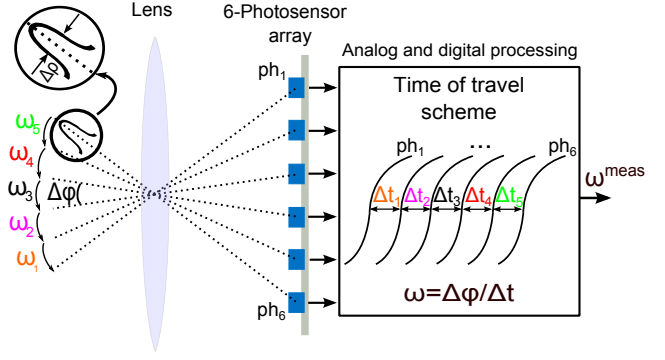 Lens
6-Photosensor
array
Analog and digital processing
Δρ
ω₅
ω₄
ω₃
ω₂
ω₁
Δφ(
ph₁
ph₆
Time of travel
scheme
ph₁ ... ph₆
Δt₁ Δt₂ Δt₃ Δt₄ Δt₅
ω=Δφ/Δt
ωᵐᵉᵃˢ